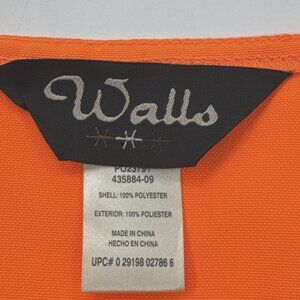 Walls
PO23797
435884-09
SHELL: 100% POLYESTER
EXTERIOR: 100% POLYESTER
MADE IN CHINA
HECHO EN CHINA
UPC# 0 29198 02786 6